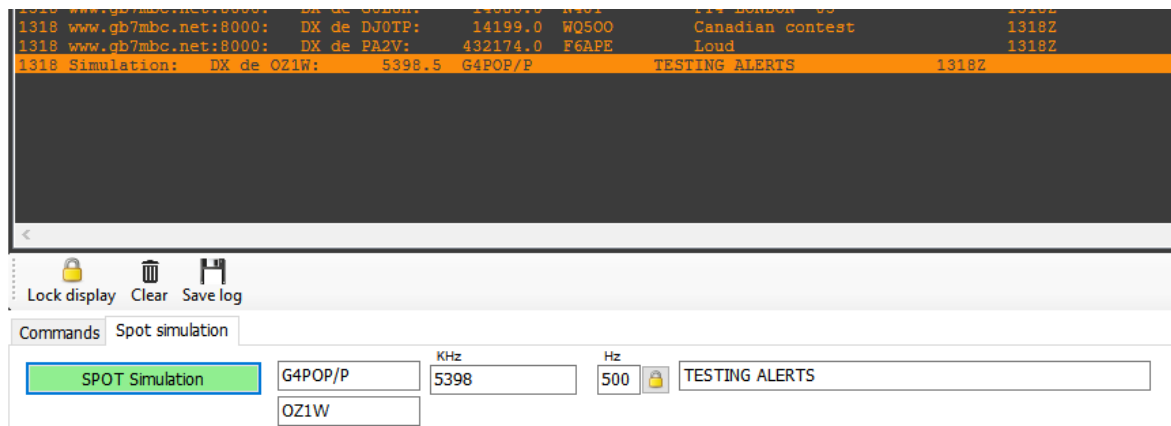 1318 www.gb7mbc.net:8000: DX de DJ0TP: 14199.0 WQ5OO Canadian contest 1318Z
1318 www.gb7mbc.net:8000: DX de PA2V: 432174.0 F6APE Loud 1318Z
1318 Simulation: DX de OZ1W: 5398.5 G4POP/P TESTING ALERTS 1318Z
Lock display Clear Save log
Commands Spot simulation
KHz Hz
SPOT Simulation G4POP/P 5398 500 TESTING ALERTS
OZ1W